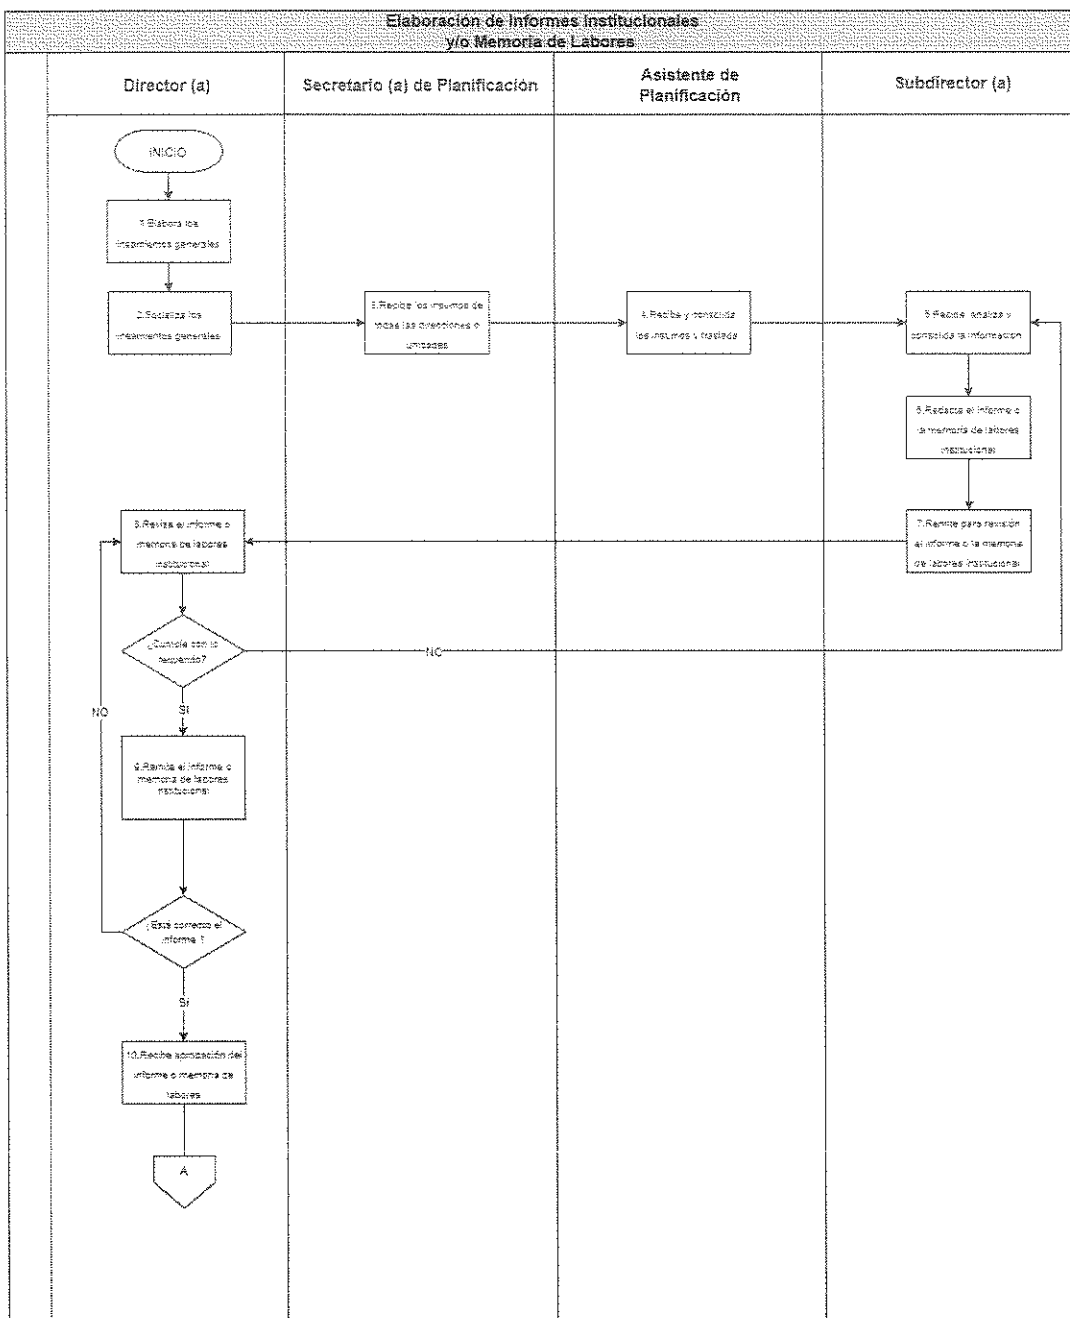 Elaboración de Informes Institucionales
y/o Memoria de Labores
Director (a)
Secretario (a) de Planificación
Asistente de
Planificación
Subdirector (a)
INICIO
1.Elabora los
lineamientos generales
2.Socializa los
lineamientos generales
3.Recibe los insumos de
todas las direcciones o
unidades
4.Recibe y consolida
los insumos y traslada
5.Recibe, analiza y
consolida la información
6.Redacta el informe o
la memoria de labores
institucional
7.Remite para revisión
el informe o la memoria
de labores institucional
8.Revisa el informe o
memoria de labores
institucional
¿Cumple con lo
requerido?
NO
NO
SI
9.Remite el informe o
memoria de labores
institucional
¿Está correcto el
informe ?
SI
10.Recibe aprobación del
informe o memoria de
labores
A